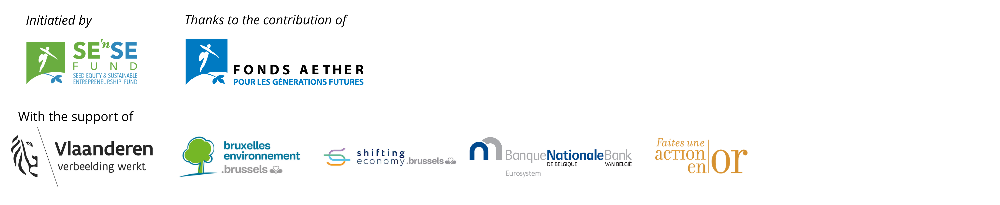 Initiatied by
Thanks to the contribution of
SE'nSE
FUND
SEED EQUITY & SUSTAINABLE
ENTREPRENEURSHIP FUND
FONDS AETHER
POUR LES GÉNERATIONS FUTURES
With the support of
Vlaanderen
verbeelding werkt
bruxelles
environnement
.brussels
shifting
economy.brussels
BanqueNationaleBank
DE BELGIQUE VAN BELGIË
Eurosystem
Faites une
action
en
or